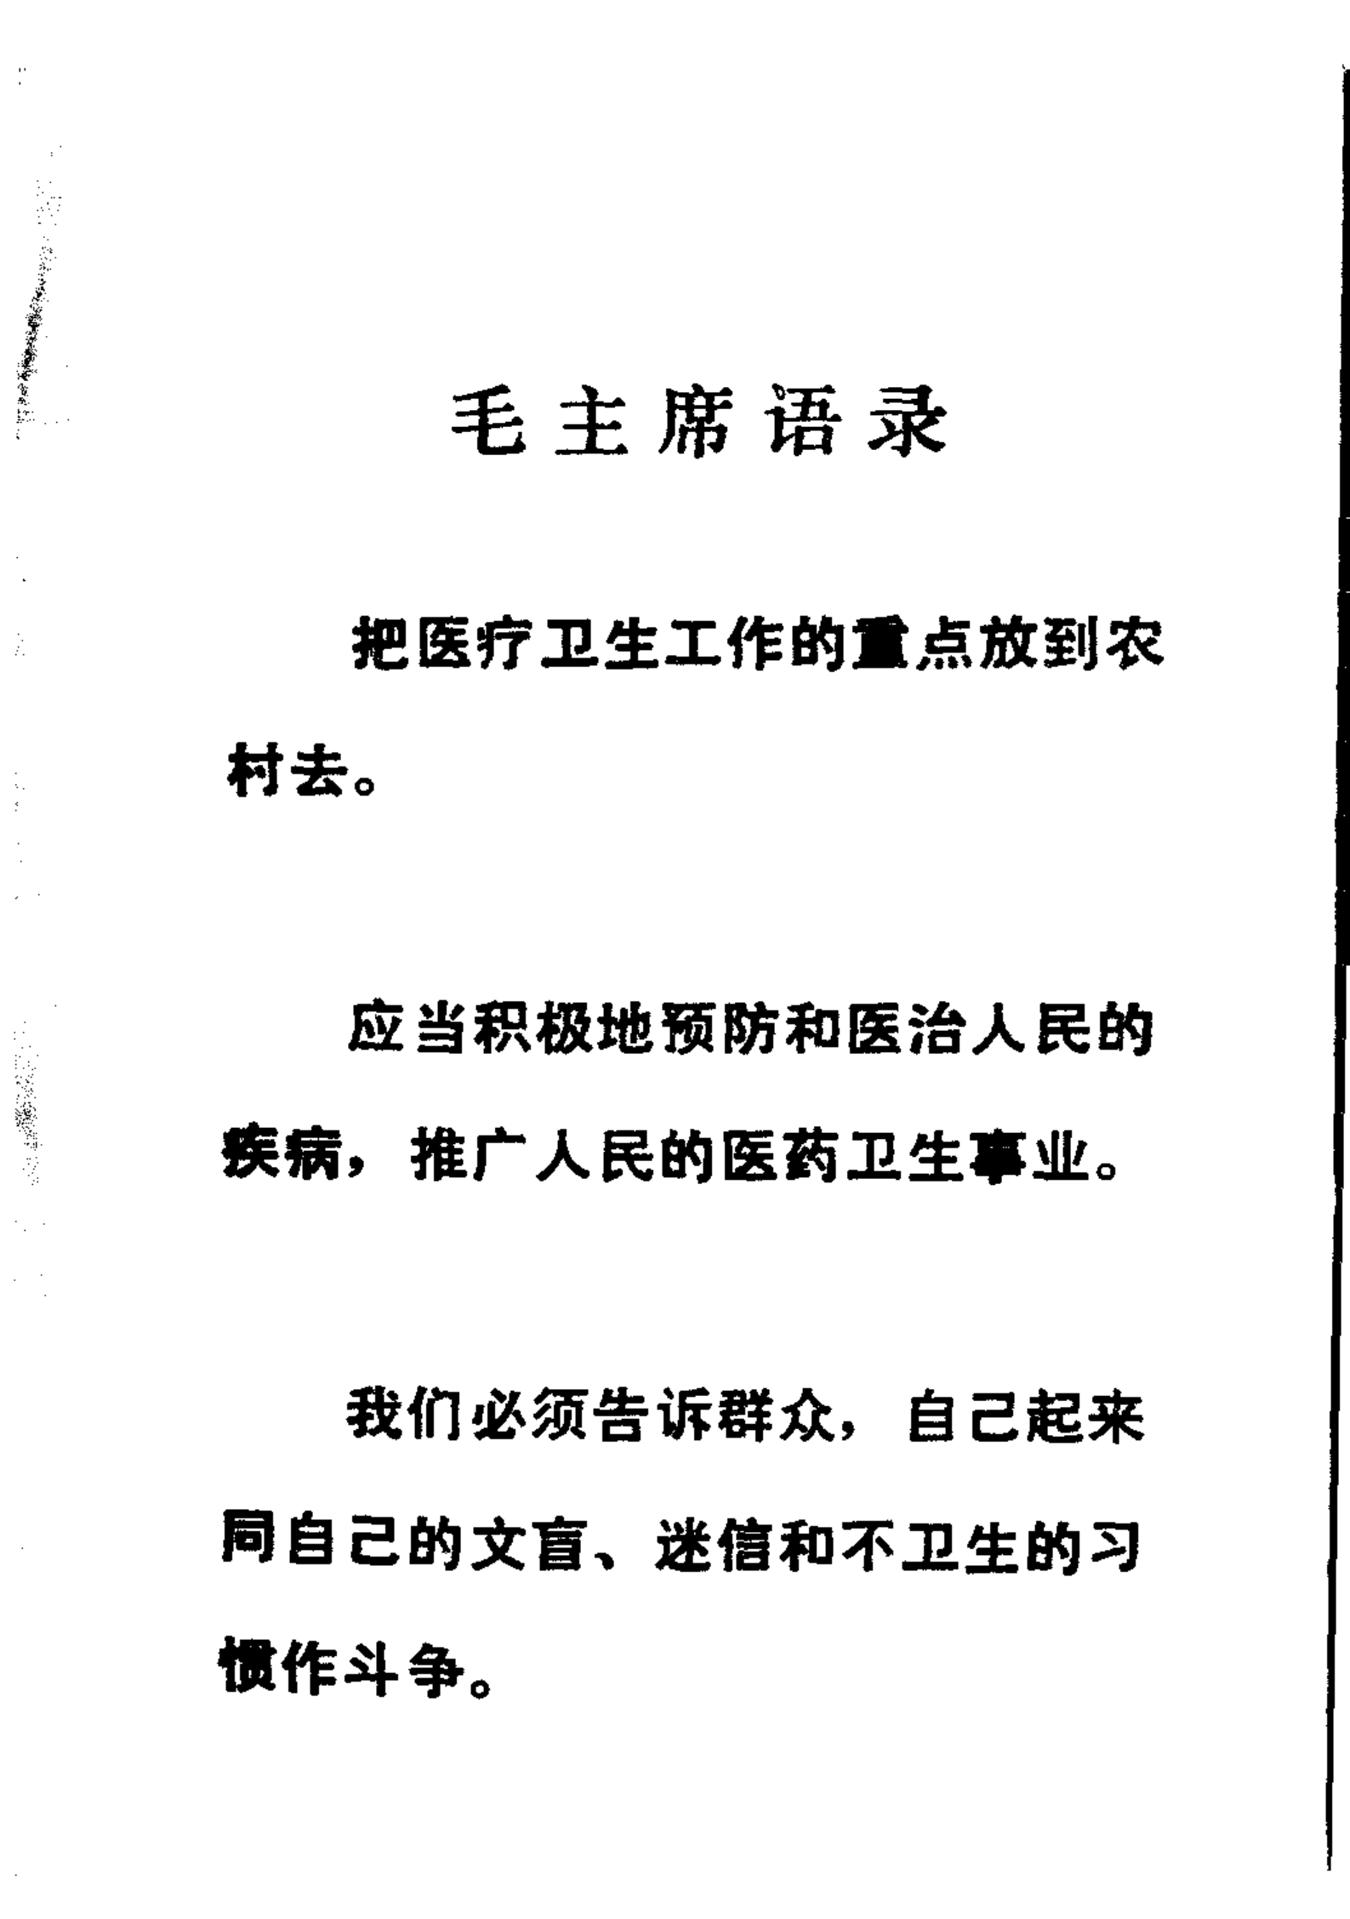 毛主席语录
把医疗卫生工作的重点放到农
村去。
应当积极地预防和医治人民的
疾病，推广人民的医药卫生事业。
我们必须告诉群众，自己起来
同自己的文盲、迷信和不卫生的习
惯作斗争。